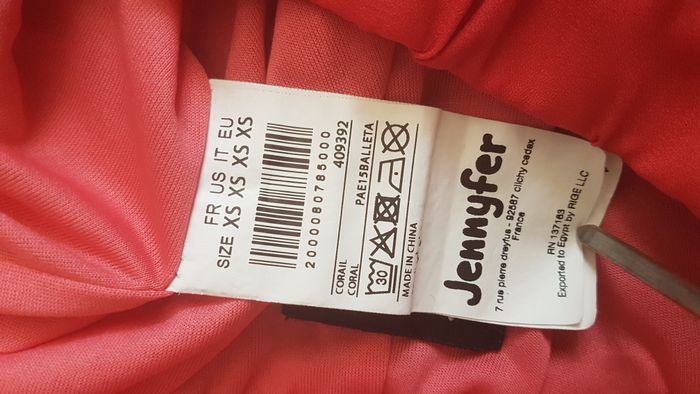 FR US IT EU
SIZE XS XS XS XS
2000080785000
409392
CORAIL
CORAL
PAE15BALLETA
30
MADE IN CHINA
Jennyfer
7 rue pierre dreyfus - 92587 clichy cedex
France
RN 137163
Exported to Egypt by RIGE LLC